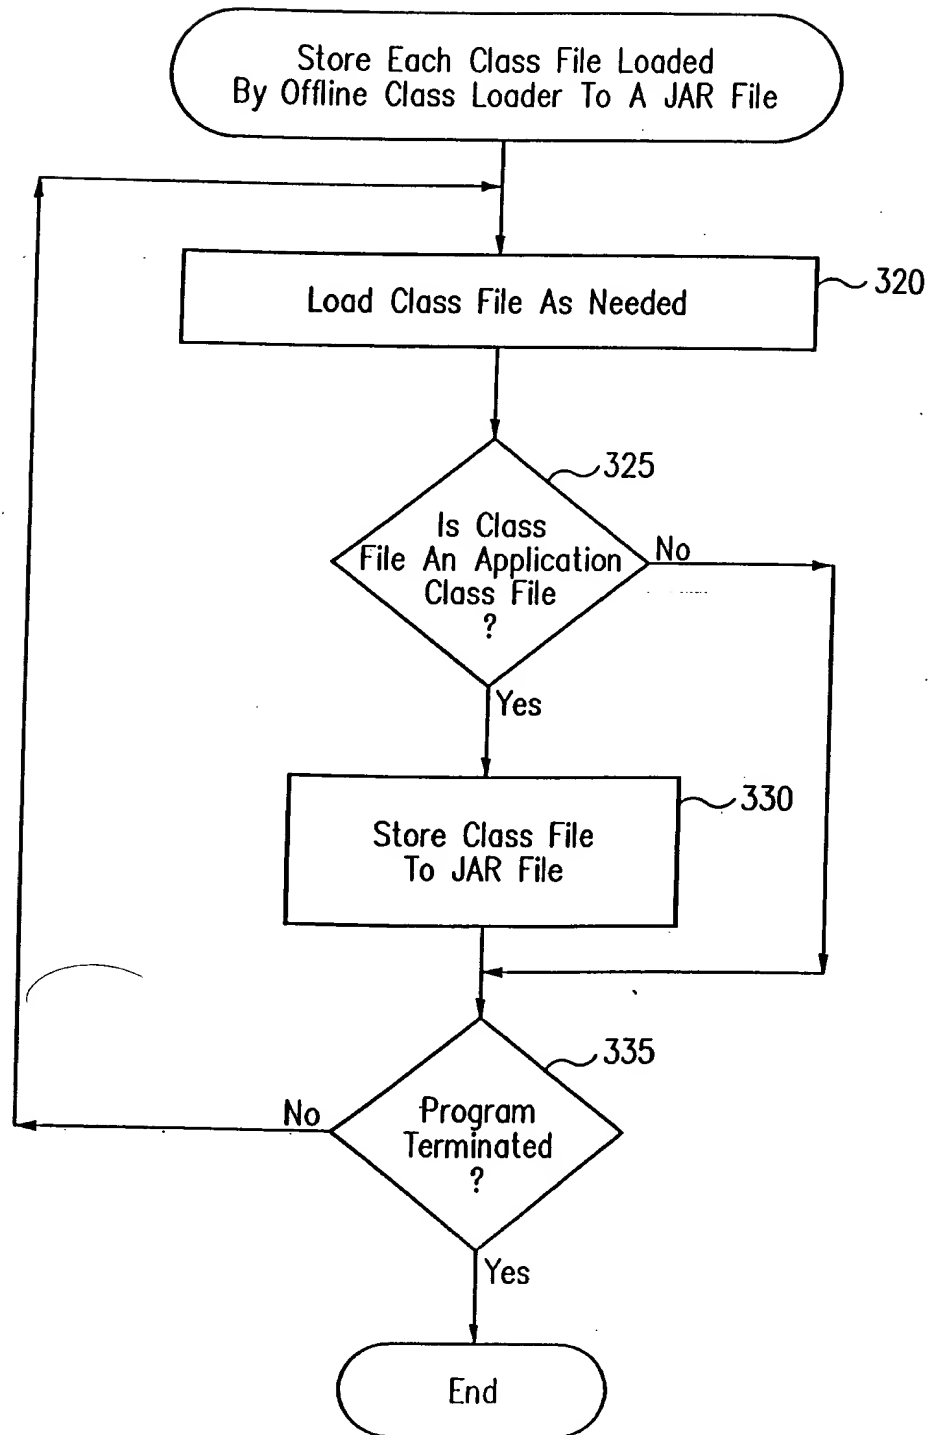 Store Each Class File Loaded
By Offline Class Loader To A JAR File
Load Class File As Needed
320
325
Is Class
File An Application
Class File
?
No
Yes
330
Store Class File
To JAR File
335
Program
Terminated
?
No
Yes
End